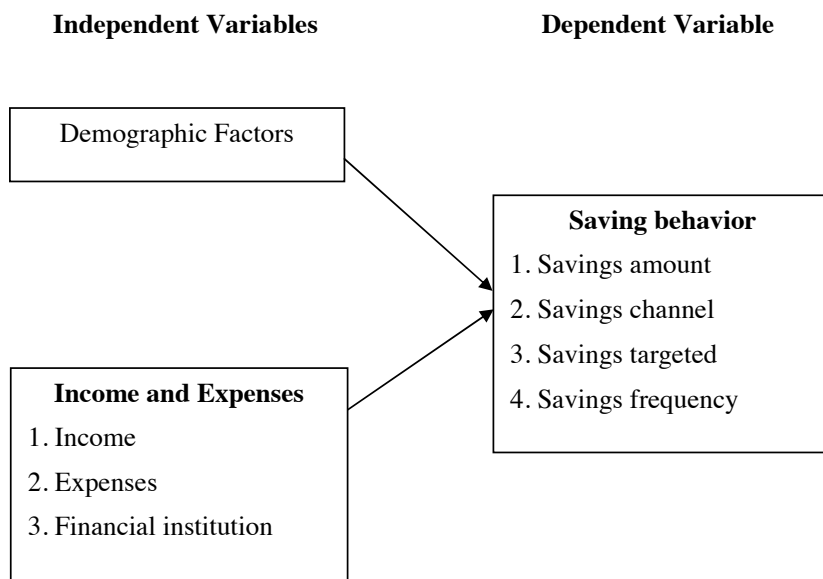 Independent Variables
Dependent Variable
Demographic Factors
Saving behavior
1. Savings amount
2. Savings channel
3. Savings targeted
4. Savings frequency
Income and Expenses
1. Income
2. Expenses
3. Financial institution